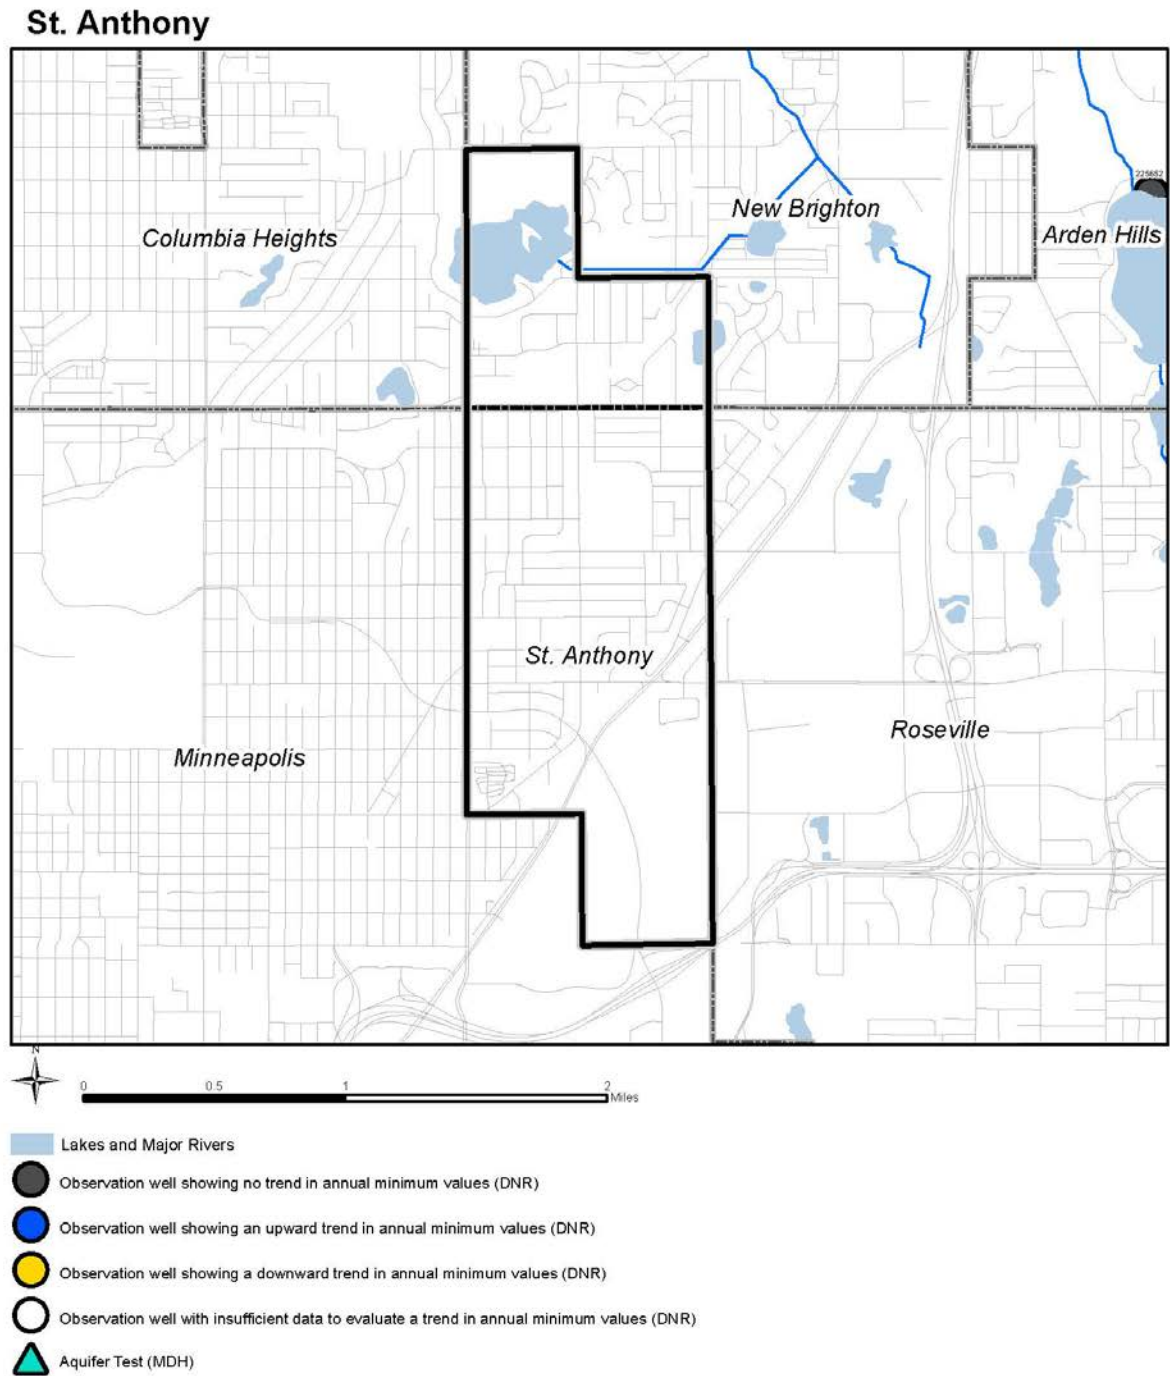 St. Anthony
225652
New Brighton
Columbia Heights
Arden Hills
St. Anthony
Roseville
Minneapolis
N
0 0.5 1 2
Miles
Lakes and Major Rivers
Observation well showing no trend in annual minimum values (DNR)
Observation well showing an upward trend in annual minimum values (DNR)
Observation well showing a downward trend in annual minimum values (DNR)
Observation well with insufficient data to evaluate a trend in annual minimum values (DNR)
Aquifer Test (MDH)